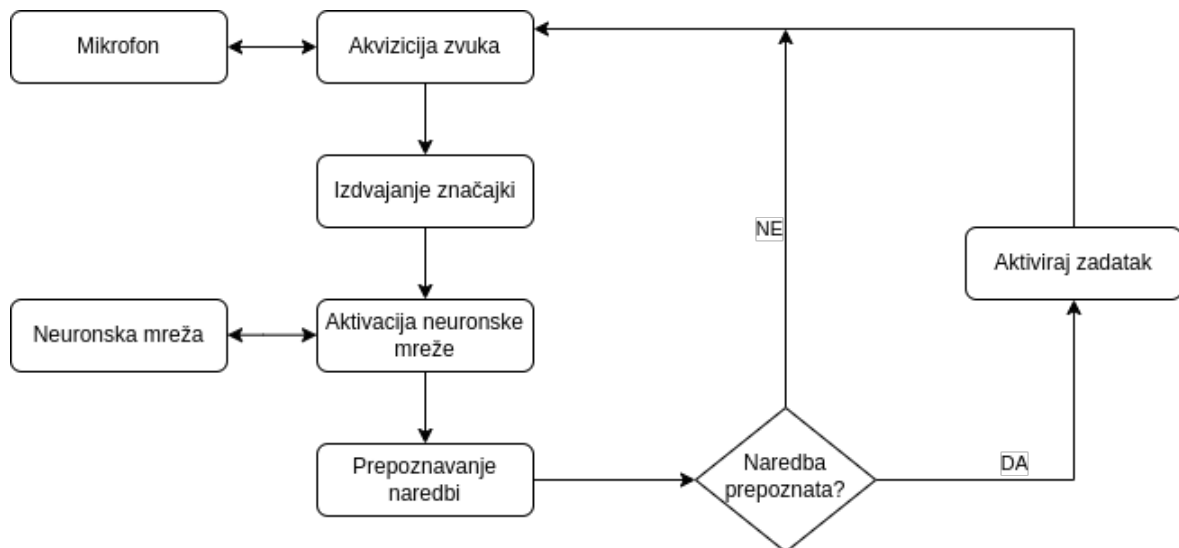 Mikrofon
Akvizicija zvuka
Izdvajanje značajki
NE
Aktiviraj zadatak
Neuronska mreža
Aktivacija neuronske
mreže
Prepoznavanje
naredbi
Naredba
prepoznata?
DA